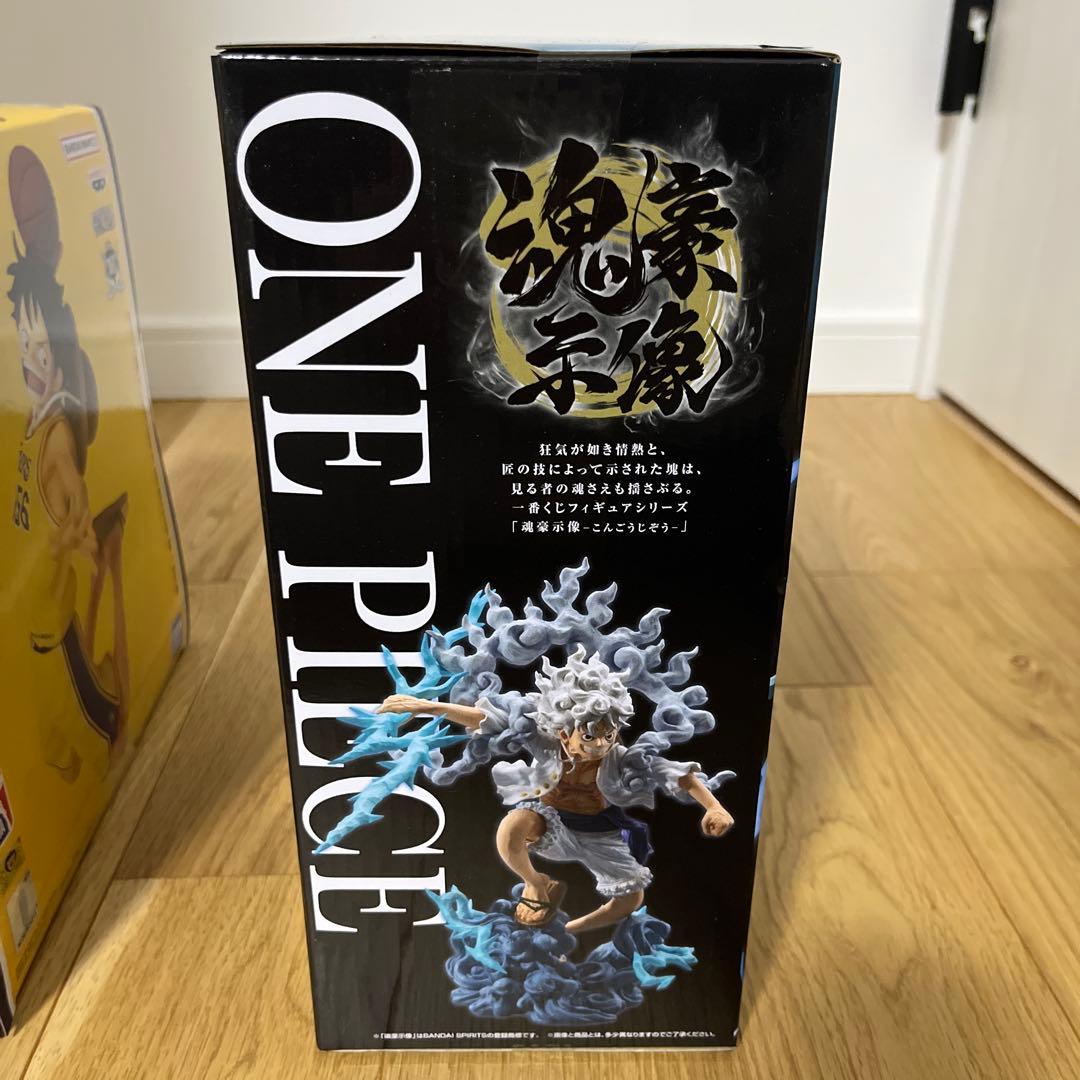 ONE PIECE
魂豪
示像
狂気が如き情熱と、
匠の技によって示された塊は、
見る者の魂さえも揺さぶる。
一番くじフィギュアシリーズ
「魂豪示像-こんごうじぞう-」
※「魂豪示像」はBANDAI SPIRITSの登録商標です。 ※画像と商品とは、多少異なりますのでご了承ください。
56